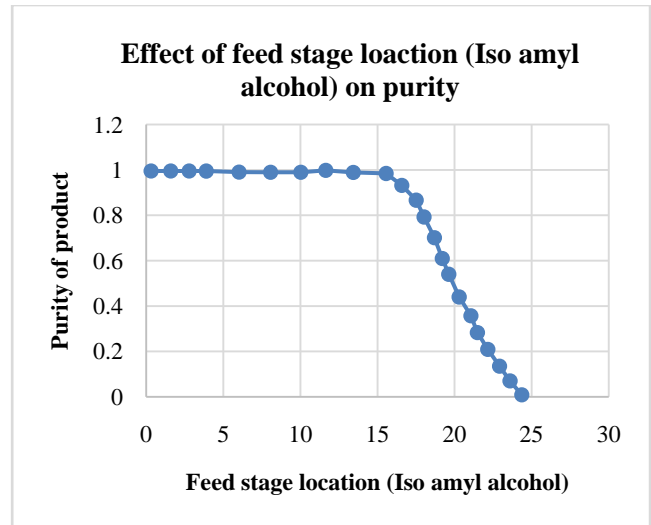 Effect of feed stage loaction (Iso amyl
alcohol) on purity
1.2
1
0.8
0.6
0.4
0.2
0
Purity of product
0 5 10 15 20 25 30
Feed stage location (Iso amyl alcohol)